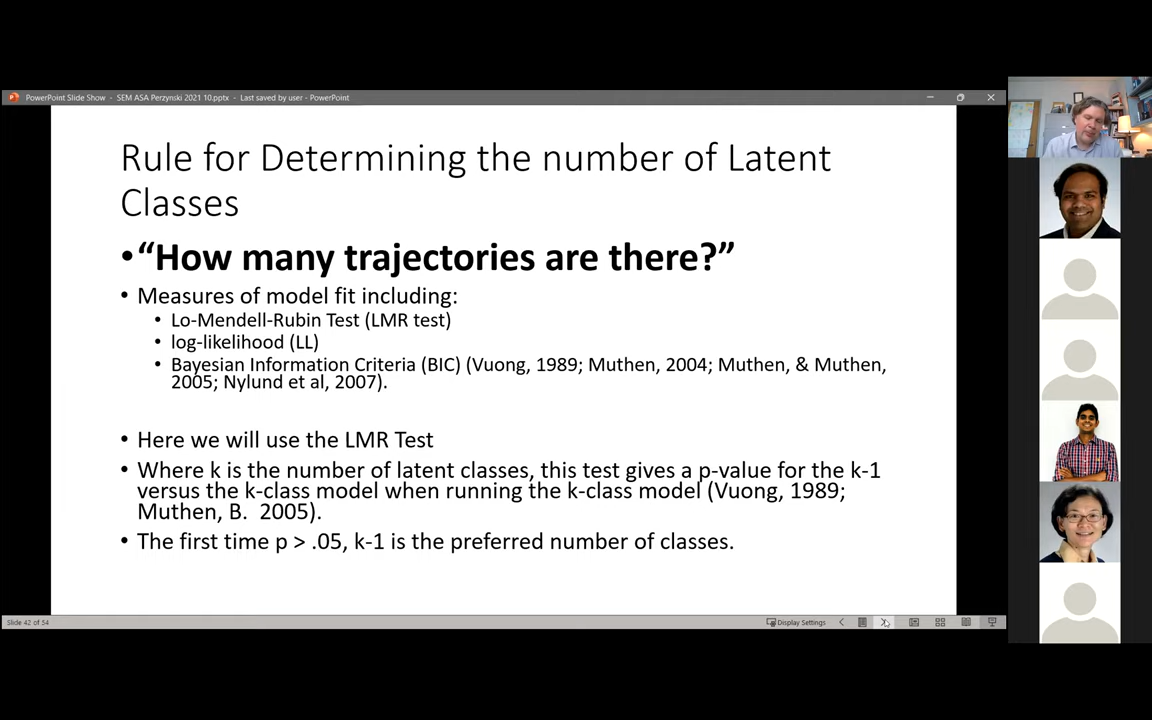 PowerPoint Slide Show - SEM ASA Perzynski 2021 10.pptx - Last saved by user - PowerPoint
Rule for Determining the number of Latent
Classes
•“How many trajectories are there?”
• Measures of model fit including:
• Lo-Mendell-Rubin Test (LMR test)
• log-likelihood (LL)
• Bayesian Information Criteria (BIC) (Vuong, 1989; Muthen, 2004; Muthen, & Muthen,
2005; Nylund et al, 2007).
• Here we will use the LMR Test
• Where k is the number of latent classes, this test gives a p-value for the k-1
versus the k-class model when running the k-class model (Vuong, 1989;
Muthen, B.  2005).
• The first time p > .05, k-1 is the preferred number of classes.
Slide 42 of 54
Display Settings